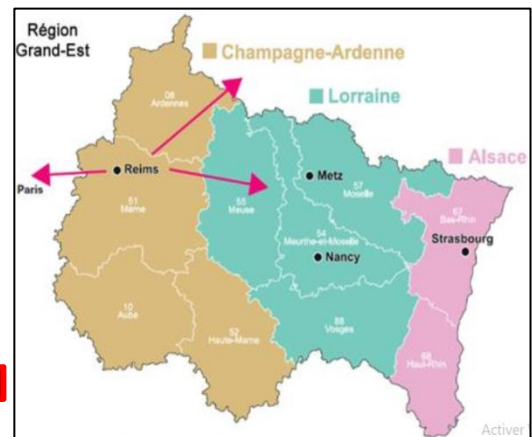 Région
Grand-Est
Champagne-Ardenne
Lorraine
Alsace
08
Ardennes
Reims
Paris
51
Marne
55
Meuse
Metz
57
Moselle
54
Meurthe-et-Moselle
Nancy
67
Bas-Rhin
Strasbourg
10
Aube
52
Haute-Marne
88
Vosges
68
Haut-Rhin
Activer